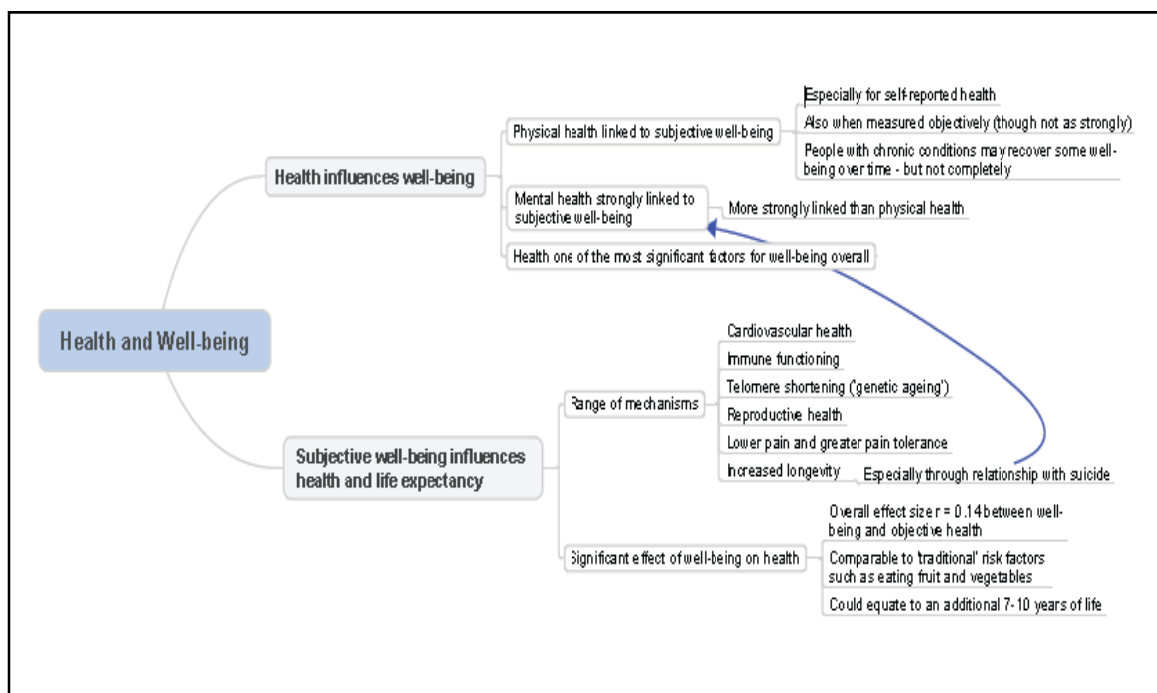 Health and Well-being
Health influences well-being
Physical health linked to subjective well-being
Especially for self-reported health
Also when measured objectively (though not as strongly)
People with chronic conditions may recover some well-
being over time - but not completely
Mental health strongly linked to
subjective well-being
More strongly linked than physical health
Health one of the most significant factors for well-being overall
Subjective well-being influences
health and life expectancy
Range of mechanisms
Cardiovascular health
Immune functioning
Telomere shortening ('genetic ageing')
Reproductive health
Lower pain and greater pain tolerance
Increased longevity
Especially through relationship with suicide
Significant effect of well-being on health
Overall effect size r = 0.14 between well-
being and objective health
Comparable to 'traditional' risk factors
such as eating fruit and vegetables
Could equate to an additional 7-10 years of life